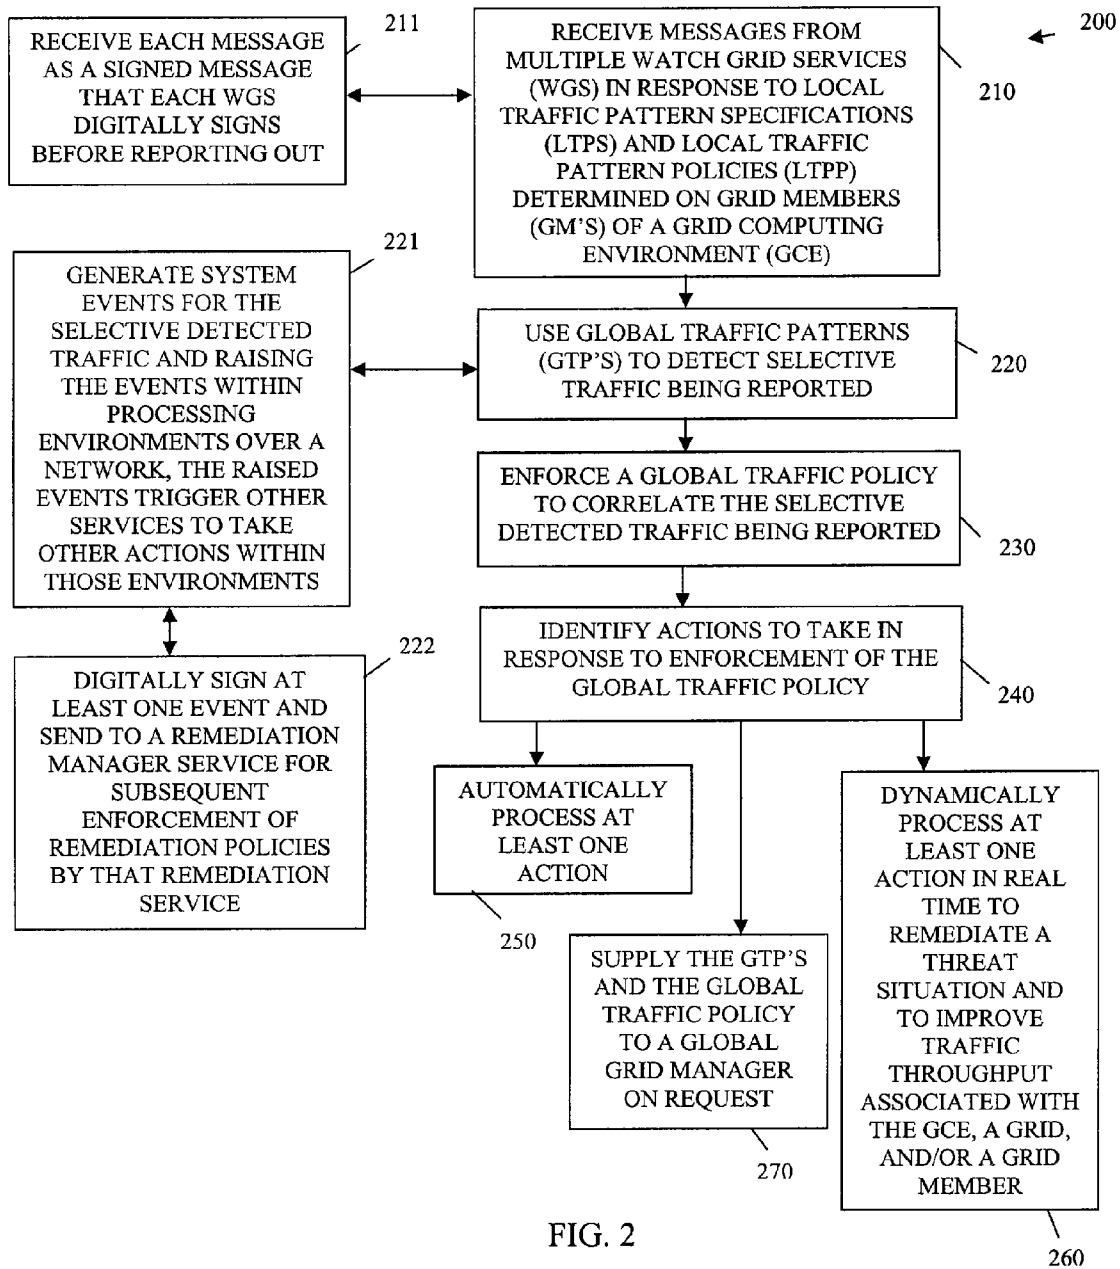 200
RECEIVE EACH MESSAGE
AS A SIGNED MESSAGE
THAT EACH WGS
DIGITALLY SIGNS
BEFORE REPORTING OUT
211
RECEIVE MESSAGES FROM
MULTIPLE WATCH GRID SERVICES
(WGS) IN RESPONSE TO LOCAL
TRAFFIC PATTERN SPECIFICATIONS
(LTPS) AND LOCAL TRAFFIC
PATTERN POLICIES (LTPP)
DETERMINED ON GRID MEMBERS
(GM'S) OF A GRID COMPUTING
ENVIRONMENT (GCE)
210
GENERATE SYSTEM
EVENTS FOR THE
SELECTIVE DETECTED
TRAFFIC AND RAISING
THE EVENTS WITHIN
PROCESSING
ENVIRONMENTS OVER A
NETWORK, THE RAISED
EVENTS TRIGGER OTHER
SERVICES TO TAKE
OTHER ACTIONS WITHIN
THOSE ENVIRONMENTS
221
USE GLOBAL TRAFFIC PATTERNS
(GTP'S) TO DETECT SELECTIVE
TRAFFIC BEING REPORTED
220
ENFORCE A GLOBAL TRAFFIC POLICY
TO CORRELATE THE SELECTIVE
DETECTED TRAFFIC BEING REPORTED
230
IDENTIFY ACTIONS TO TAKE IN
RESPONSE TO ENFORCEMENT OF THE
GLOBAL TRAFFIC POLICY
240
DIGITALLY SIGN AT
LEAST ONE EVENT AND
SEND TO A REMEDIATION
MANAGER SERVICE FOR
SUBSEQUENT
ENFORCEMENT OF
REMEDIATION POLICIES
BY THAT REMEDIATION
SERVICE
222
AUTOMATICALLY
PROCESS AT
LEAST ONE
ACTION
250
SUPPLY THE GTP'S
AND THE GLOBAL
TRAFFIC POLICY
TO A GLOBAL
GRID MANAGER
ON REQUEST
270
DYNAMICALLY
PROCESS AT
LEAST ONE
ACTION IN REAL
TIME TO
REMEDIATE A
THREAT
SITUATION AND
TO IMPROVE
TRAFFIC
THROUGHPUT
ASSOCIATED WITH
THE GCE, A GRID,
AND/OR A GRID
MEMBER
260
FIG. 2